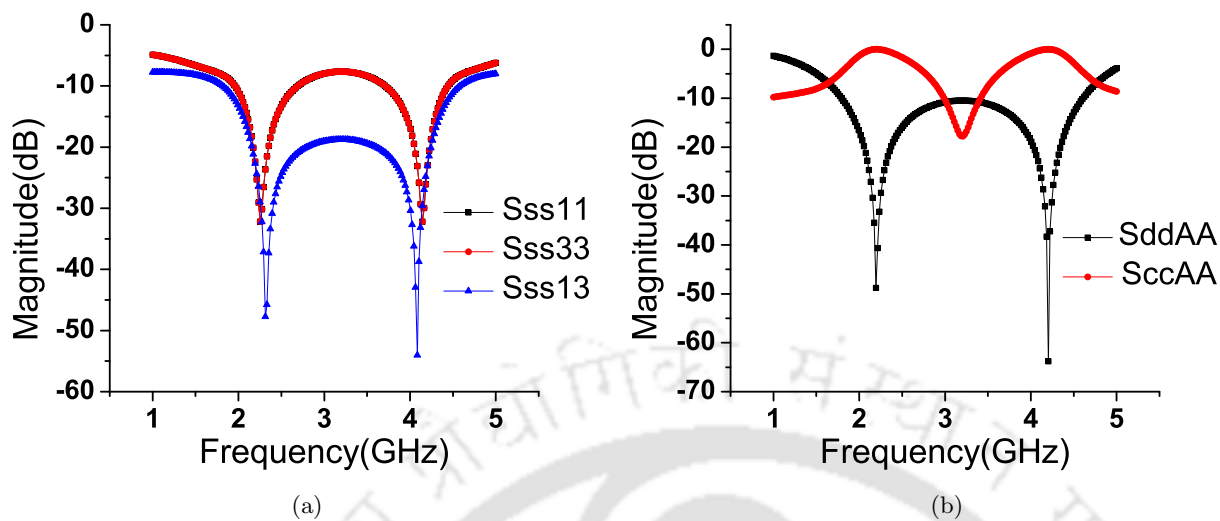 0
-10
-20
-30
-40
-50
-60
Magnitude(dB)
1 2 3 4 5
Frequency(GHz)
Sss11
Sss33
Sss13
(a)
0
-10
-20
-30
-40
-50
-60
-70
Magnitude(dB)
1 2 3 4 5
Frequency(GHz)
SddAA
SccAA
(b)